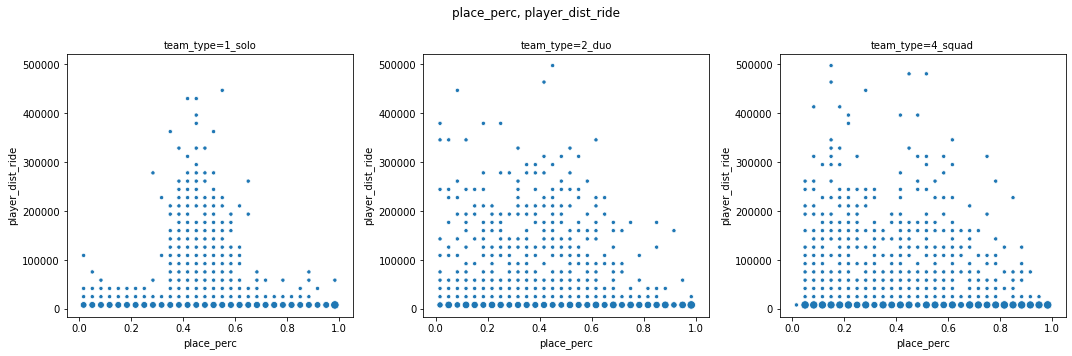 place_perc, player_dist_ride
team_type=1_solo
500000
400000
300000
200000
100000
0
player_dist_ride
0.0 0.2 0.4 0.6 0.8 1.0
place_perc
team_type=2_duo
500000
400000
300000
200000
100000
0
player_dist_ride
0.0 0.2 0.4 0.6 0.8 1.0
place_perc
team_type=4_squad
500000
400000
300000
200000
100000
0
player_dist_ride
0.0 0.2 0.4 0.6 0.8 1.0
place_perc